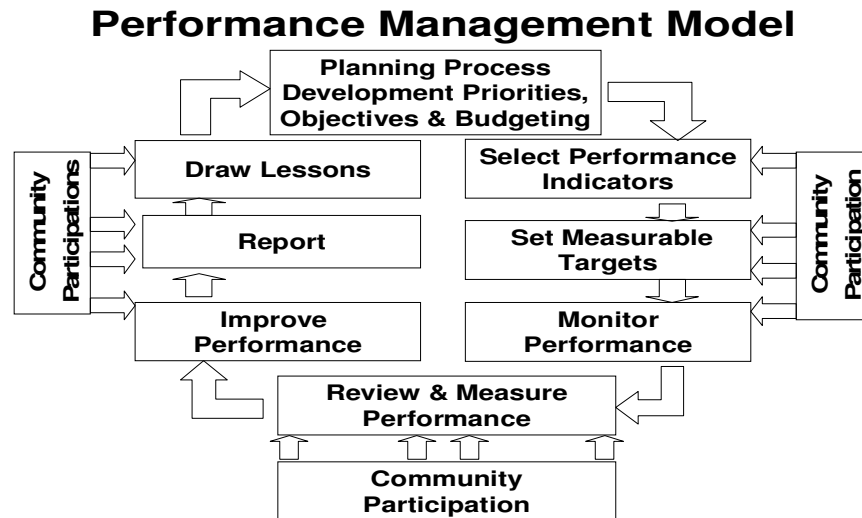 Performance Management Model
Planning Process
Development Priorities,
Objectives & Budgeting
Draw Lessons
Select Performance
Indicators
Community
Participations
Report
Set Measurable
Targets
Community
Participation
Improve
Performance
Monitor
Performance
Review & Measure
Performance
Community
Participation